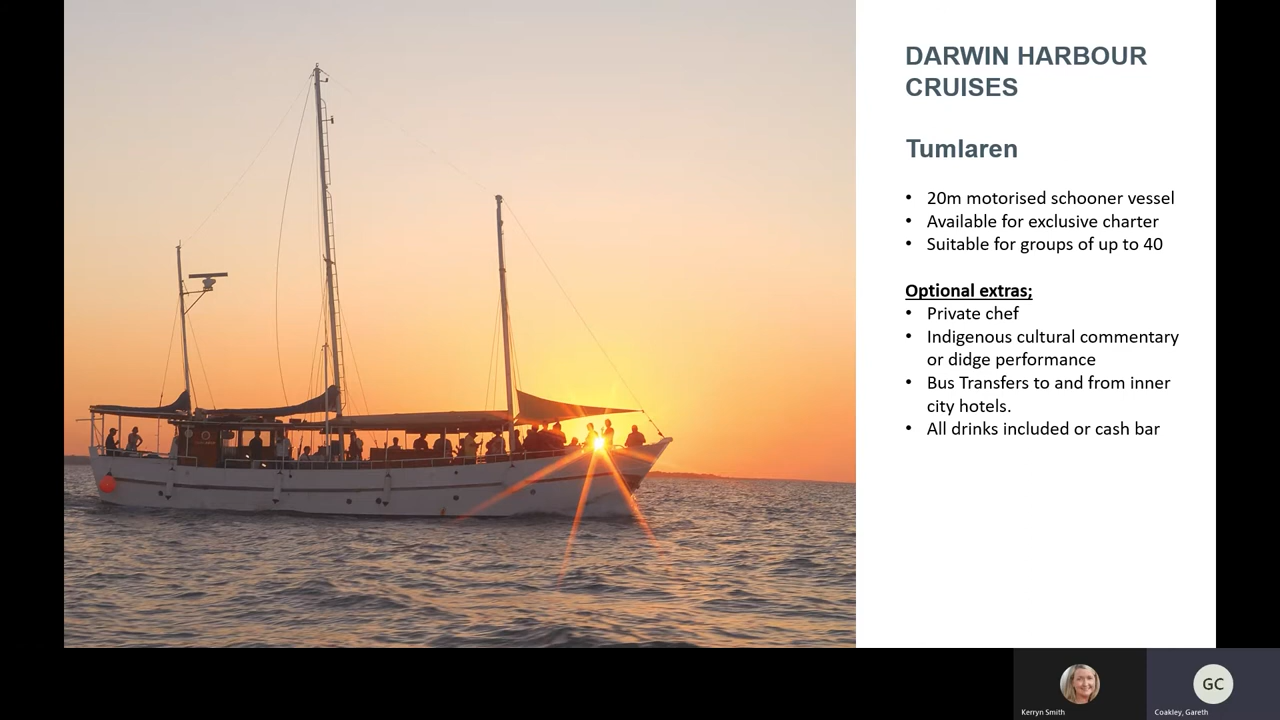 DARWIN HARBOUR
CRUISES
Tumlaren
• 20m motorised schooner vessel
• Available for exclusive charter
• Suitable for groups of up to 40
Optional extras;
• Private chef
• Indigenous cultural commentary
or didge performance
• Bus Transfers to and from inner
city hotels.
• All drinks included or cash bar
GC
Kerryn Smith
Coakley, Gareth